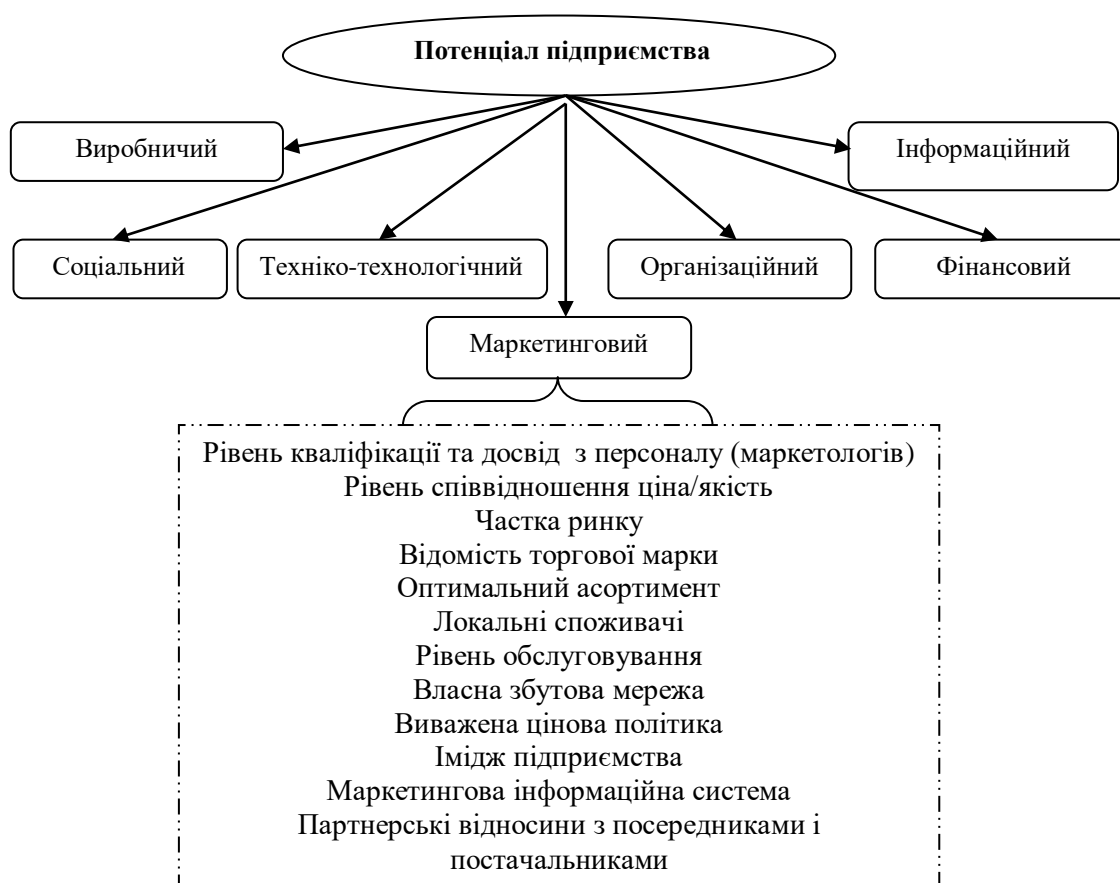 Потенціал підприємства
Виробничий
Інформаційний
Соціальний
Техніко-технологічний
Організаційний
Фінансовий
Маркетинговий
Рівень кваліфікації та досвід з персоналу (маркетологів)
Рівень співвідношення ціна/якість
Частка ринку
Відомість торгової марки
Оптимальний асортимент
Локальні споживачі
Рівень обслуговування
Власна збутова мережа
Виважена цінова політика
Імідж підприємства
Маркетингова інформаційна система
Партнерські відносини з посередниками і
постачальниками